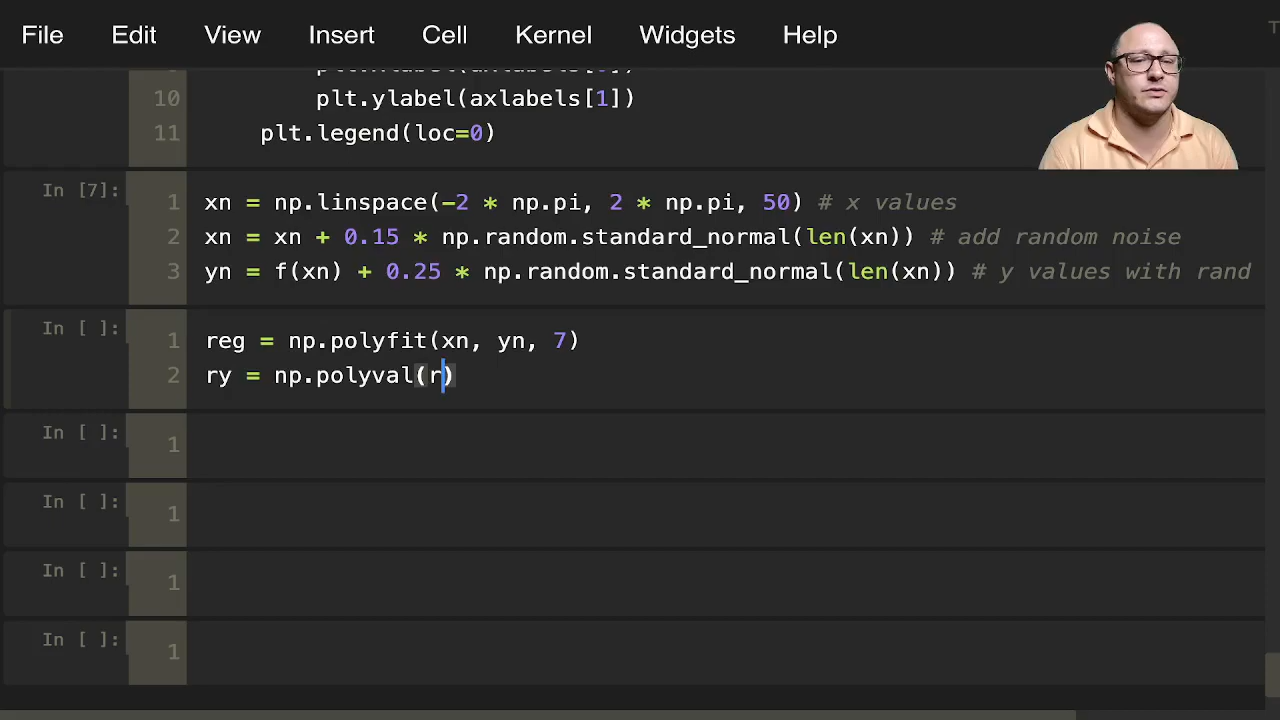 File Edit View Insert Cell Kernel Widgets Help
10 plt.ylabel(axlabels[1])
11 plt.legend(loc=0)
In [7]:
1 xn = np.linspace(-2 * np.pi, 2 * np.pi, 50) # x values
2 xn = xn + 0.15 * np.random.standard_normal(len(xn)) # add random noise
3 yn = f(xn) + 0.25 * np.random.standard_normal(len(xn)) # y values with rand
In [ ]:
1 reg = np.polyfit(xn, yn, 7)
2 ry = np.polyval(r)
In [ ]:
1
In [ ]:
1
In [ ]:
1
In [ ]:
1